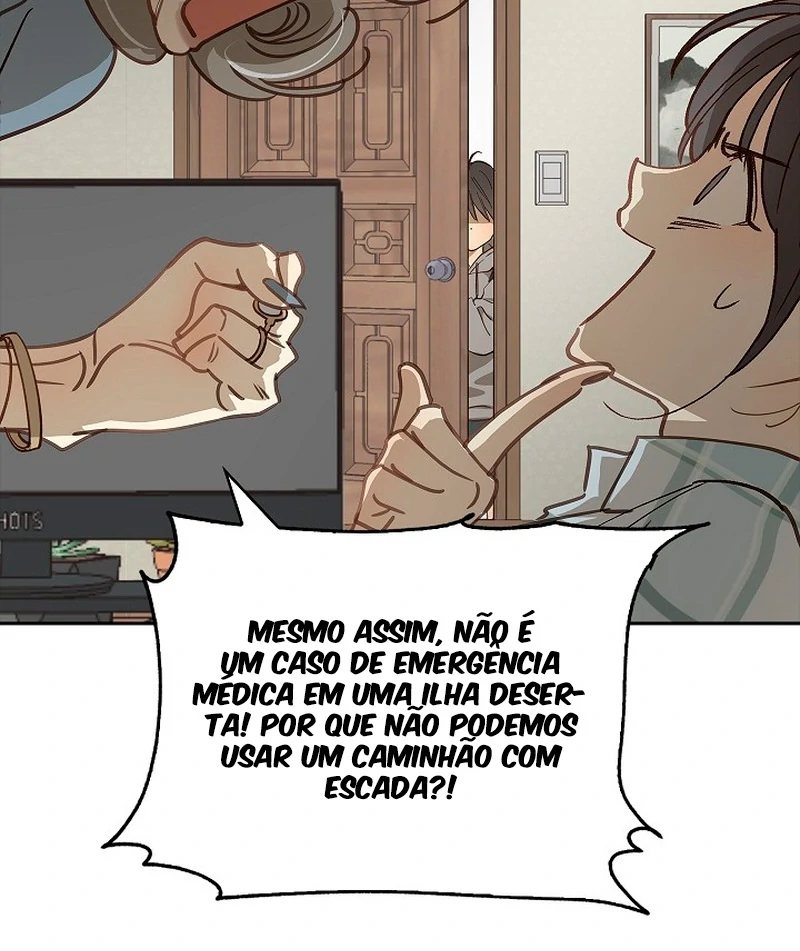 HOTS
MESMO ASSIM, NÃO É
UM CASO DE EMERGÊNCIA
MÉDICA EM UMA ILHA DESER-
TA! POR QUE NÃO PODEMOS
USAR UM CAMINHÃO COM
ESCADA?!